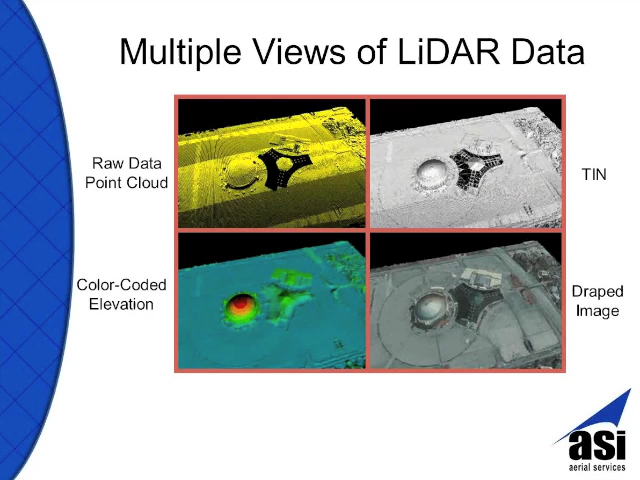 Multiple Views of LiDAR Data
Raw Data
Point Cloud
TIN
Color-Coded
Elevation
Draped
Image
asi
aerial services